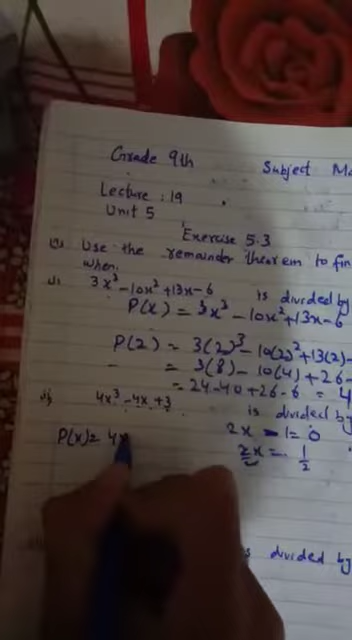 Grade 9th Subject
Lecture : 19
Unit 5
Exercise 5.3
Use the remainder theorem to
when.
3x³-10x²+13x-6 is divided by
P(x) = 3x³-10x²+13x-6
P(2) = 3(2)³-10(2)²+13(2)-
= 3(8)-10(4)+26-
= 24-40+26-6 = 4
ii) 4x³-4x+3 is divided by
2x-1=0
P(x)= 4x
2x = 1/2
divided by